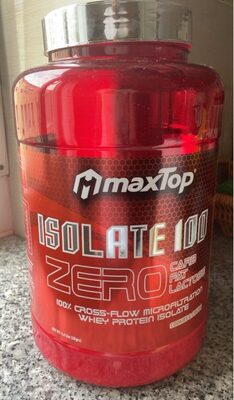 maxTop
ISOLATE 100
ZERO
CARB
FAT
LACTOSE
100% CROSS-FLOW MICROFILTRATION
WHEY PROTEIN ISOLATE